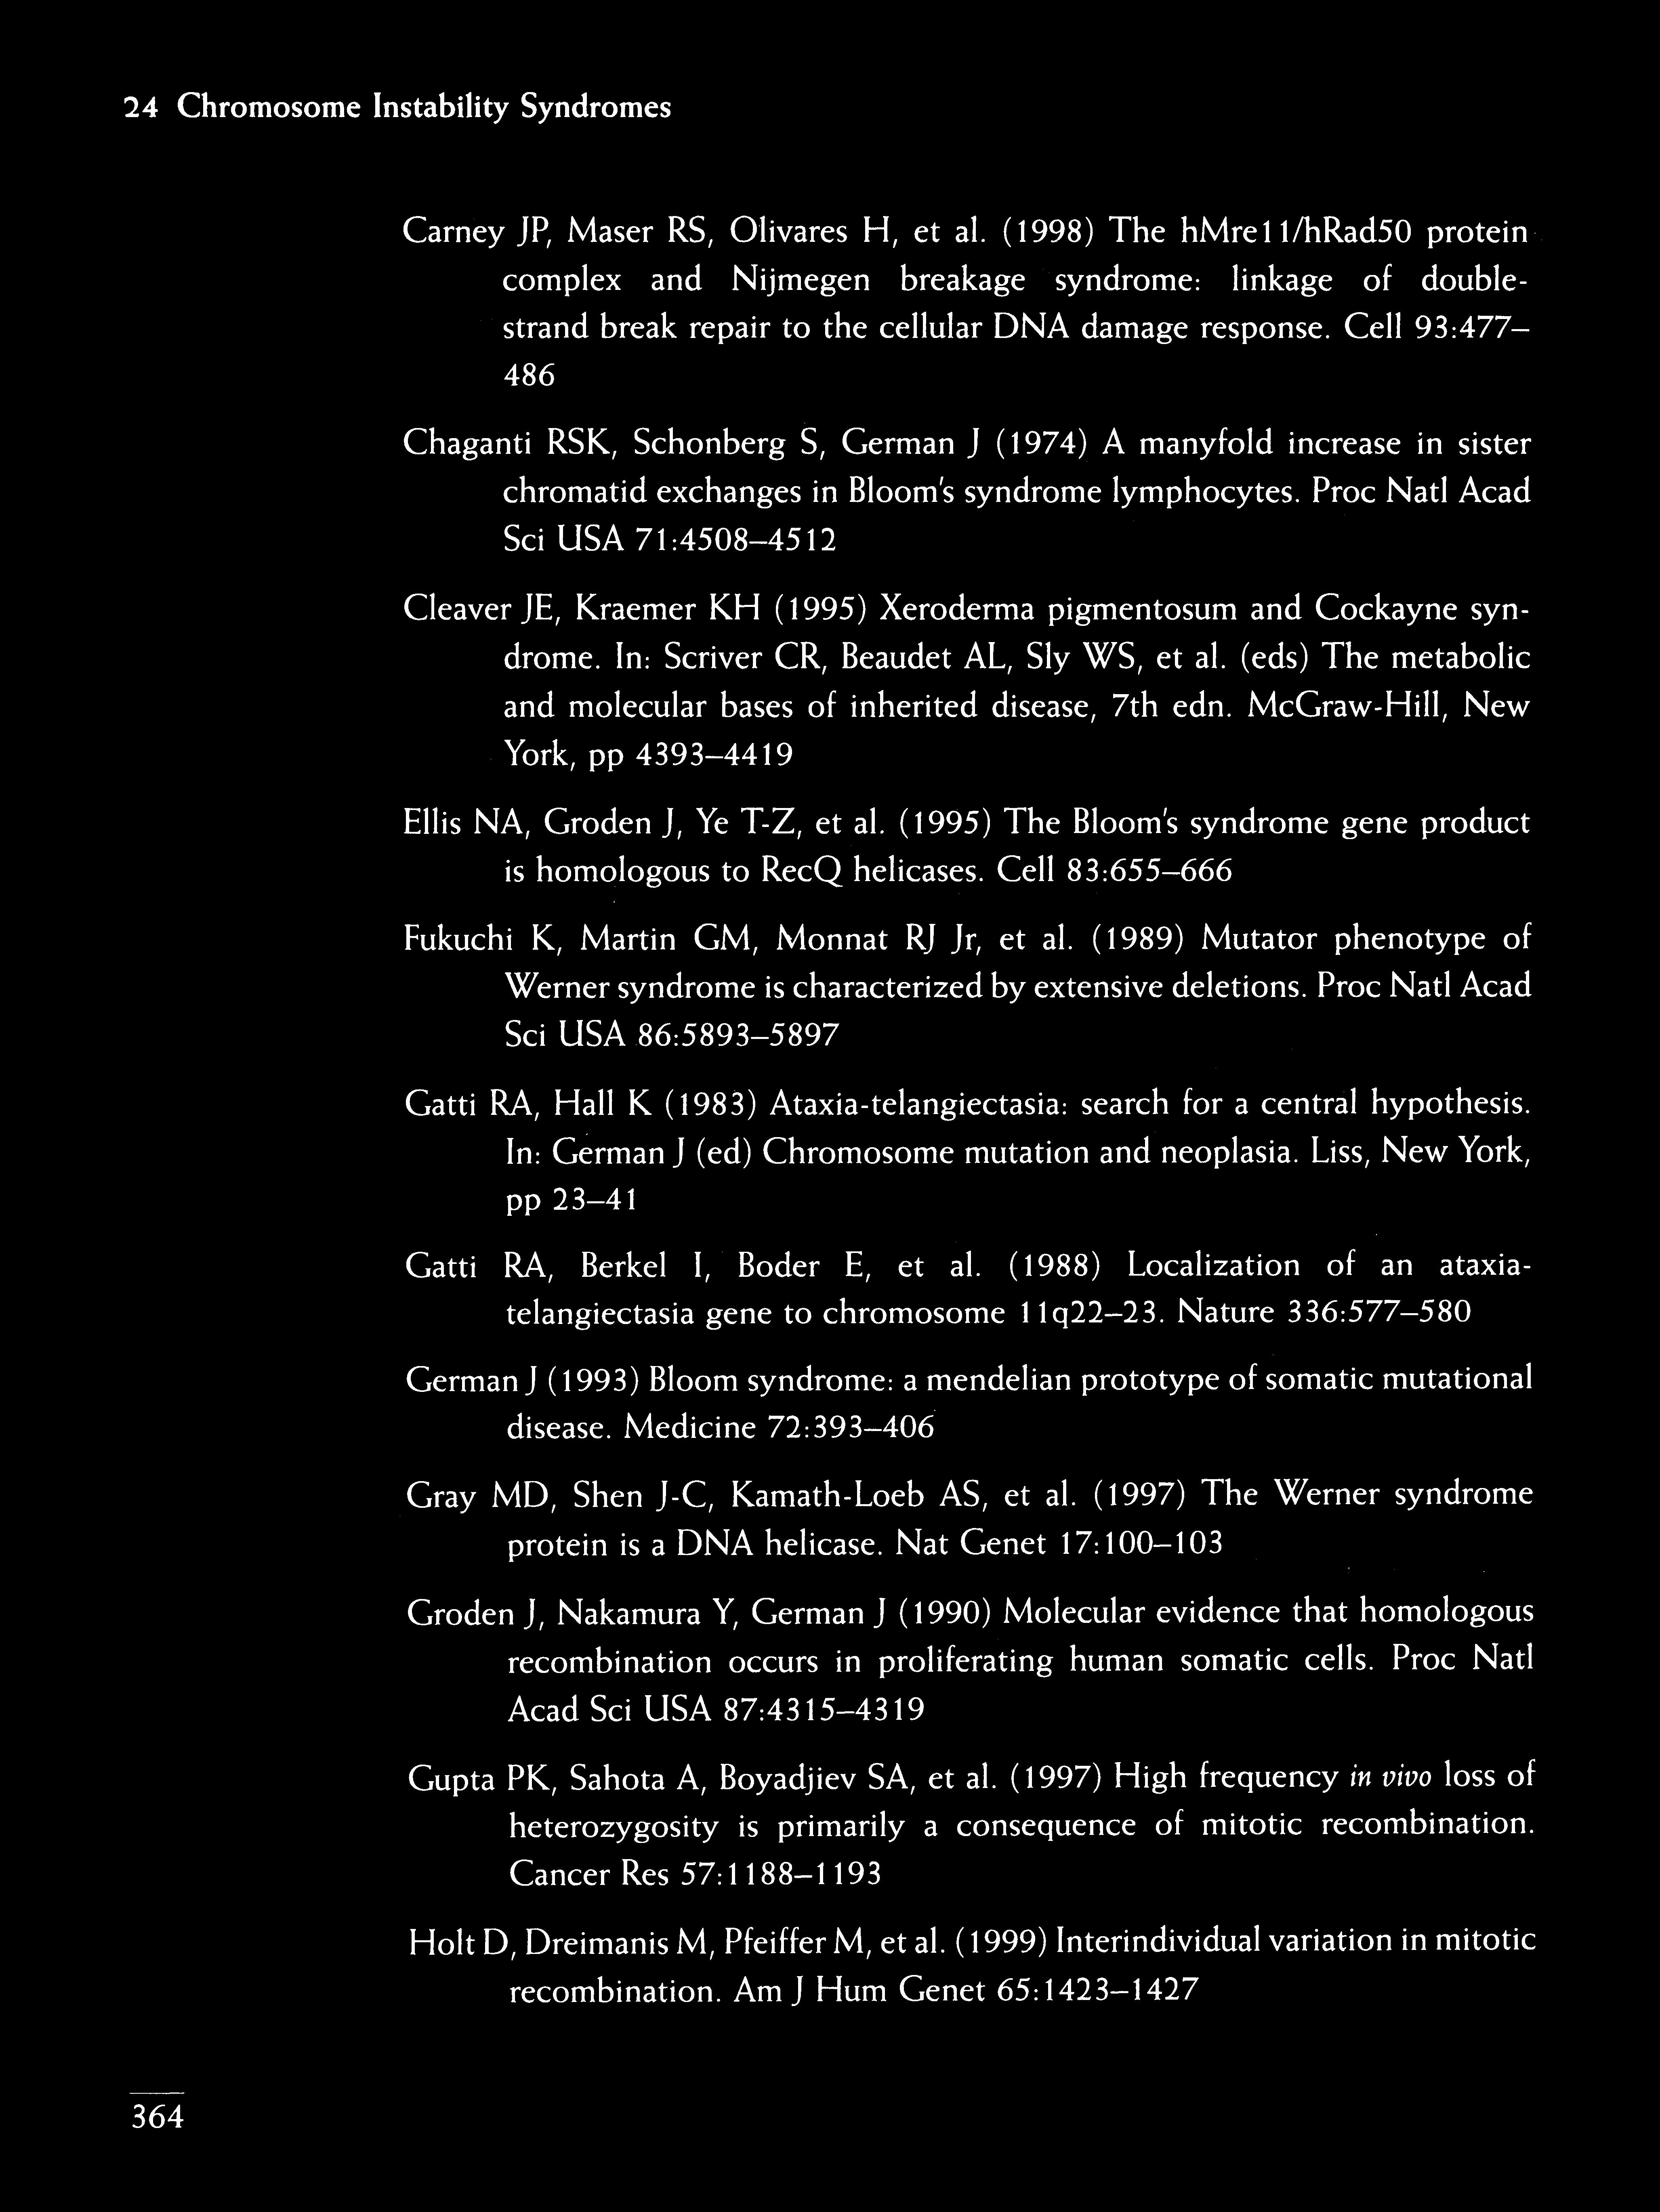 24 Chromosome Instability Syndromes
Carney JP, Maser RS, Olivares H, et al. (1998) The hMre11/hRad50 protein
complex and Nijmegen breakage syndrome: linkage of double-
strand break repair to the cellular DNA damage response. Cell 93:477–
486
Chaganti RSK, Schonberg S, German J (1974) A manyfold increase in sister
chromatid exchanges in Bloom's syndrome lymphocytes. Proc Natl Acad
Sci USA 71:4508–4512
Cleaver JE, Kraemer KH (1995) Xeroderma pigmentosum and Cockayne syn-
drome. In: Scriver CR, Beaudet AL, Sly WS, et al. (eds) The metabolic
and molecular bases of inherited disease, 7th edn. McGraw-Hill, New
York, pp 4393–4419
Ellis NA, Groden J, Ye T-Z, et al. (1995) The Bloom's syndrome gene product
is homologous to RecQ helicases. Cell 83:655–666
Fukuchi K, Martin GM, Monnat RJ Jr, et al. (1989) Mutator phenotype of
Werner syndrome is characterized by extensive deletions. Proc Natl Acad
Sci USA 86:5893–5897
Gatti RA, Hall K (1983) Ataxia-telangiectasia: search for a central hypothesis.
In: German J (ed) Chromosome mutation and neoplasia. Liss, New York,
pp 23–41
Gatti RA, Berkel I, Boder E, et al. (1988) Localization of an ataxia-
telangiectasia gene to chromosome 11q22–23. Nature 336:577–580
German J (1993) Bloom syndrome: a mendelian prototype of somatic mutational
disease. Medicine 72:393–406
Gray MD, Shen J-C, Kamath-Loeb AS, et al. (1997) The Werner syndrome
protein is a DNA helicase. Nat Genet 17:100–103
Groden J, Nakamura Y, German J (1990) Molecular evidence that homologous
recombination occurs in proliferating human somatic cells. Proc Natl
Acad Sci USA 87:4315–4319
Gupta PK, Sahota A, Boyadjiev SA, et al. (1997) High frequency in vivo loss of
heterozygosity is primarily a consequence of mitotic recombination.
Cancer Res 57:1188–1193
Holt D, Dreimanis M, Pfeiffer M, et al. (1999) Interindividual variation in mitotic
recombination. Am J Hum Genet 65:1423–1427
364